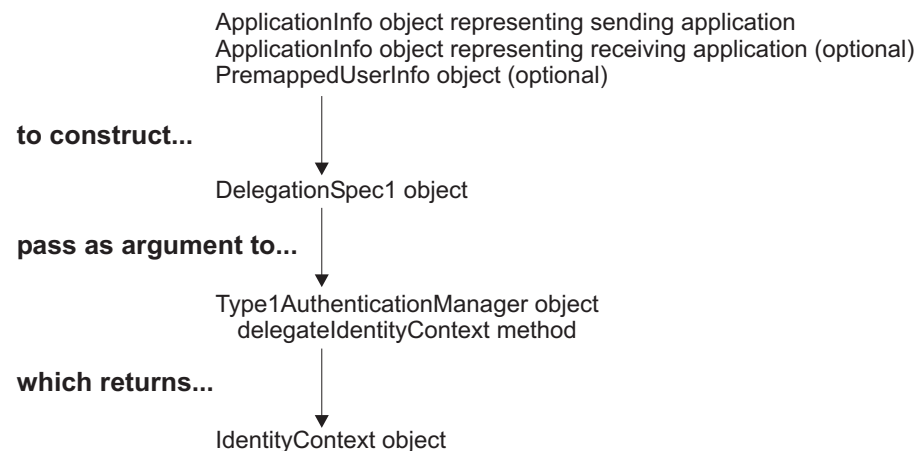 ApplicationInfo object representing sending application
ApplicationInfo object representing receiving application (optional)
PremappedUserInfo object (optional)
to construct...
DelegationSpec1 object
pass as argument to...
Type1AuthenticationManager object
delegateIdentityContext method
which returns...
IdentityContext object